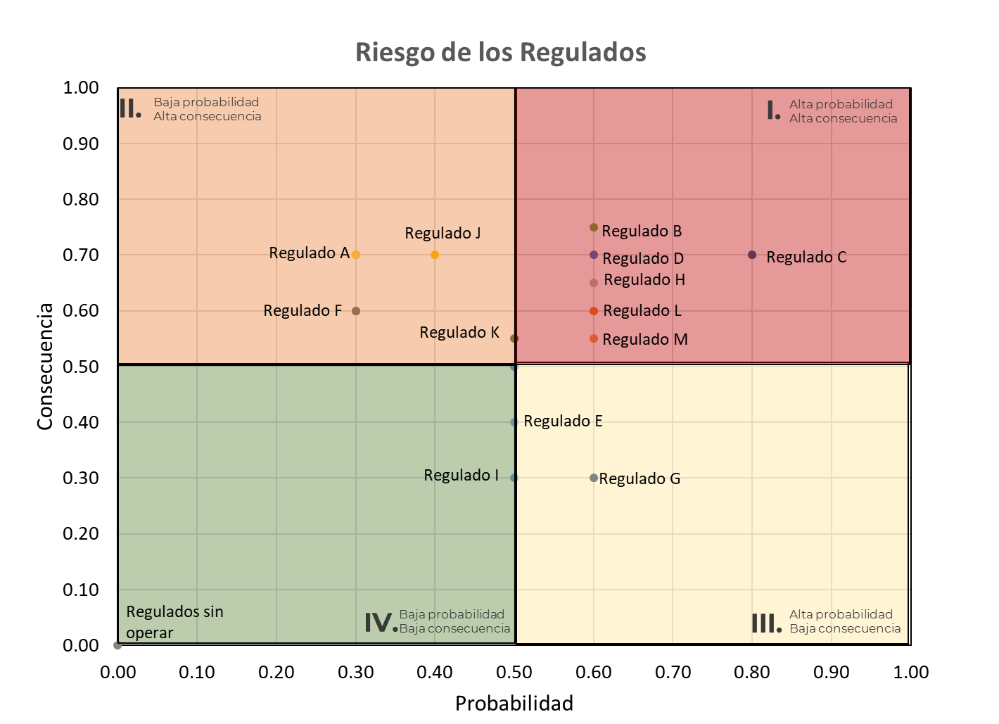 Riesgo de los Regulados
1.00
0.90
0.80
0.70
0.60
0.50
0.40
0.30
0.20
0.10
0.00
Consecuencia
II.
Baja probabilidad
Alta consecuencia
I.
Alta probabilidad
Alta consecuencia
Regulado J
Regulado A
Regulado F
Regulado K
Regulado B
Regulado D
Regulado C
Regulado H
Regulado L
Regulado M
Regulado E
Regulado I
Regulado G
Regulados sin
operar
IV.
Baja probabilidad
Baja consecuencia
III.
Alta probabilidad
Baja consecuencia
0.00 0.10 0.20 0.30 0.40 0.50 0.60 0.70 0.80 0.90 1.00
Probabilidad